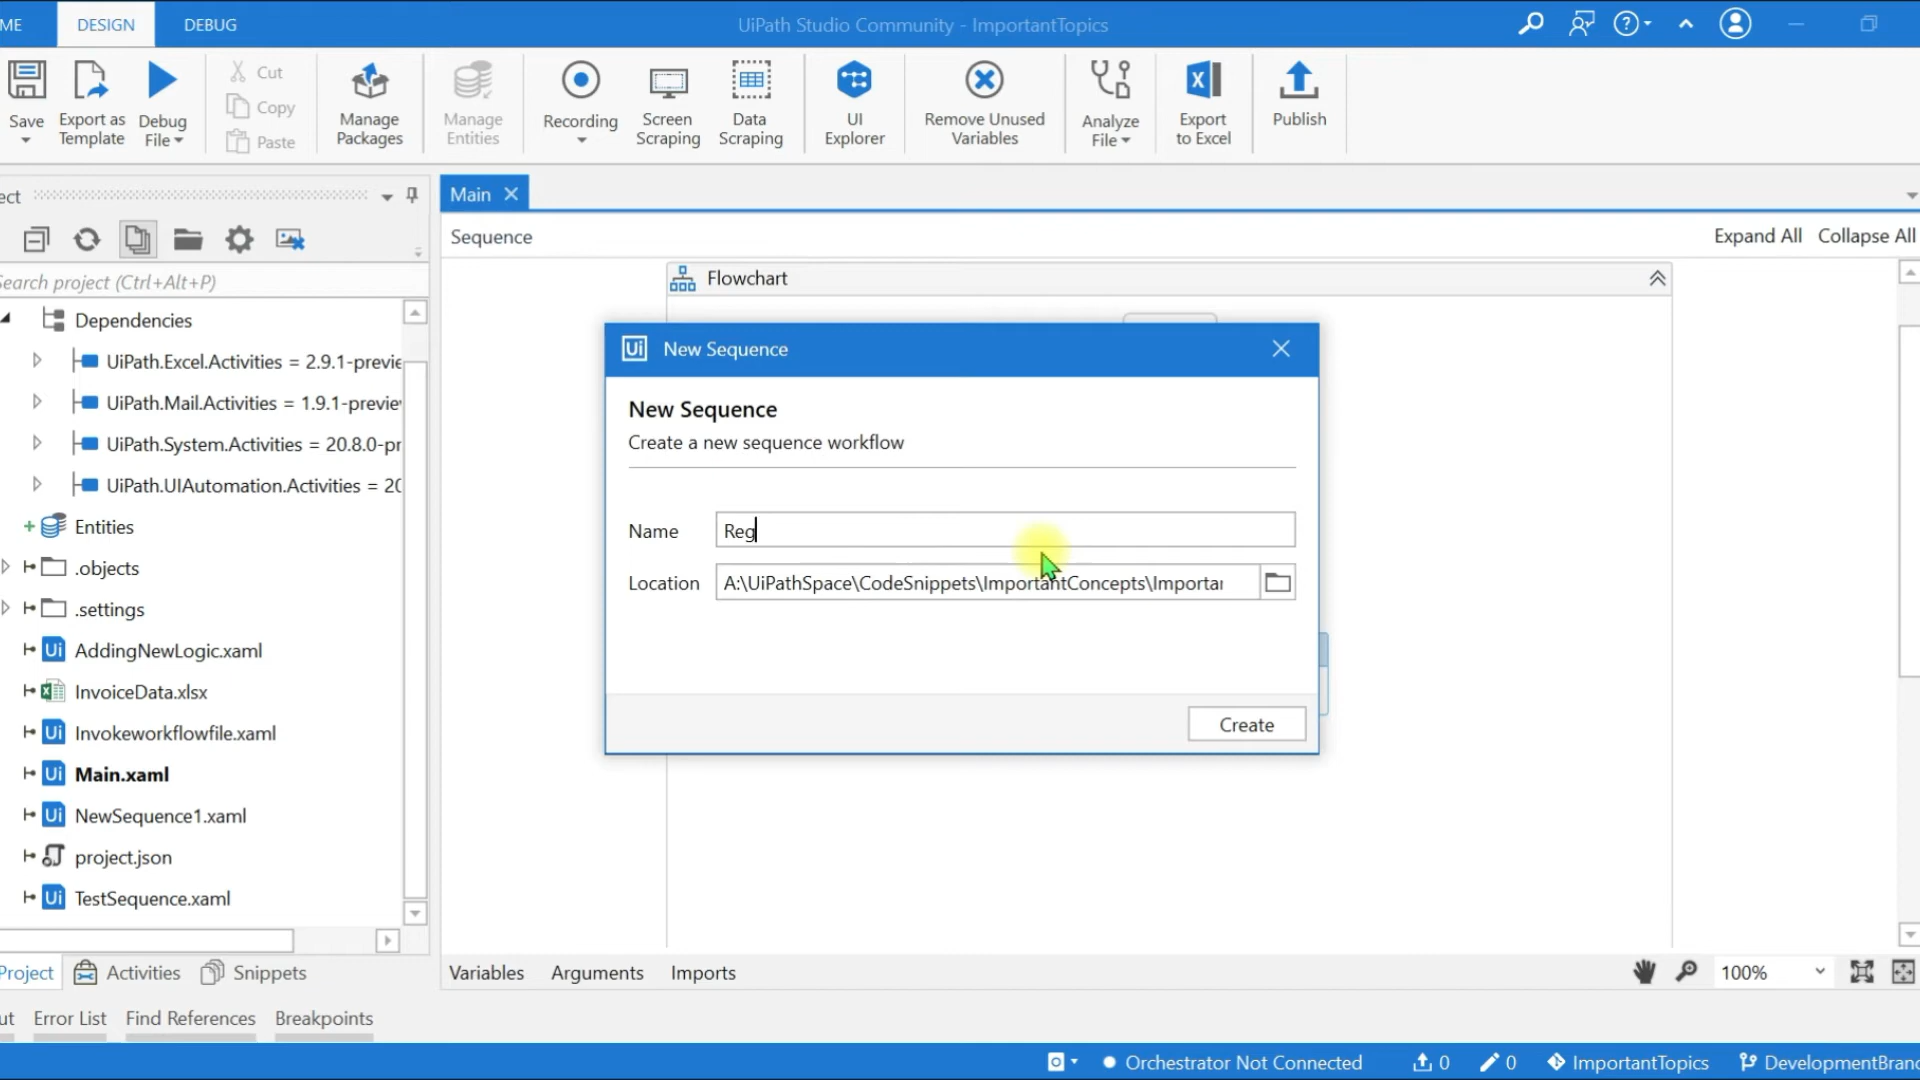 ME
DESIGN
DEBUG
UiPath Studio Community - ImportantTopics
Save
Export as
Template
Debug
File
Cut
Copy
Paste
Manage
Packages
Manage
Entities
Recording
Screen
Scraping
Data
Scraping
UI
Explorer
Remove Unused
Variables
Analyze
File
Export
to Excel
Publish
ect
Search project (Ctrl+Alt+P)
Dependencies
UiPath.Excel.Activities = 2.9.1-previe
UiPath.Mail.Activities = 1.9.1-preview
UiPath.System.Activities = 20.8.0-pr
UiPath.UIAutomation.Activities = 20
Entities
.objects
.settings
AddingNewLogic.xaml
InvoiceData.xlsx
Invokeworkflowfile.xaml
Main.xaml
NewSequence1.xaml
project.json
TestSequence.xaml
Project
Activities
Snippets
Main
Sequence
Expand All
Collapse All
Flowchart
Ui
New Sequence
New Sequence
Create a new sequence workflow
Name
Reg
Location
A:\UiPathSpace\CodeSnippets\ImportantConcepts\Importan
Create
Variables
Arguments
Imports
100%
ut
Error List
Find References
Breakpoints
Orchestrator Not Connected
0
0
ImportantTopics
DevelopmentBranc